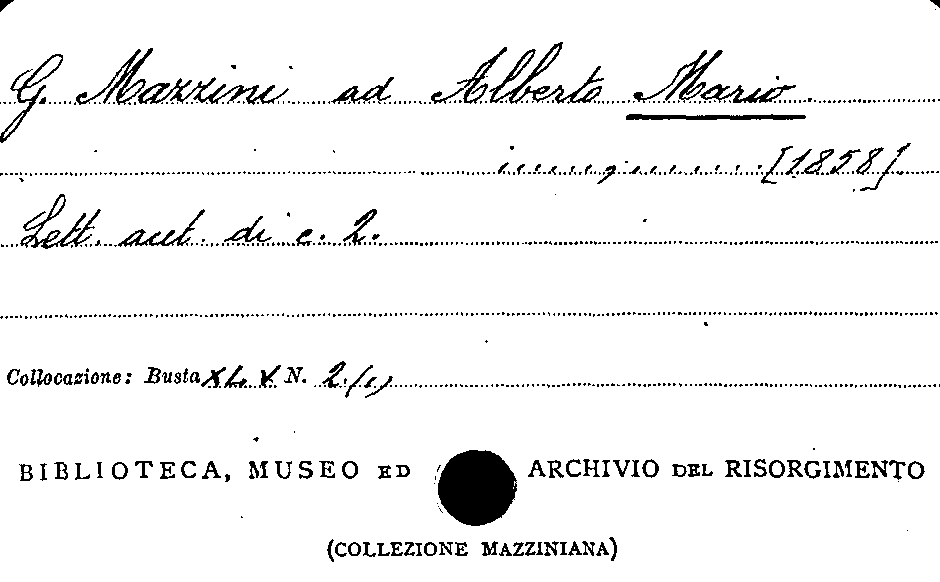 G. Mazzini ad Alberto Mario.
......, ........ [1858].
Lett. aut. di c. 2.
Collocazione: Busta XLV N. 2./1)
BIBLIOTECA, MUSEO ED ARCHIVIO DEL RISORGIMENTO
(COLLEZIONE MAZZINIANA)